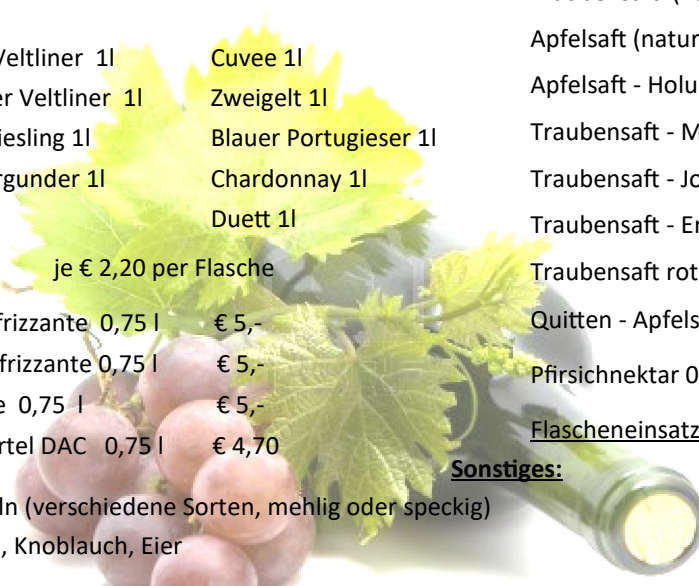 Veltliner 1l
Cuvee 1l
er Veltliner 1l
Zweigelt 1l
iesling 1l
Blauer Portugieser 1l
rgunder 1l
Chardonnay 1l
Duett 1l
je € 2,20 per Flasche
frizzante 0,75 l € 5,-
frizzante 0,75 l € 5,-
e 0,75 l € 5,-
rtel DAC 0,75 l € 4,70
Apfelsaft (natur
Apfelsaft - Holu
Traubensaft - M
Traubensaft - Jo
Traubensaft - Er
Traubensaft rot
Quitten - Apfels
Pfirsichnektar 0
Flascheneinsatz
Sonstiges:
ln (verschiedene Sorten, mehlig oder speckig)
, Knoblauch, Eier